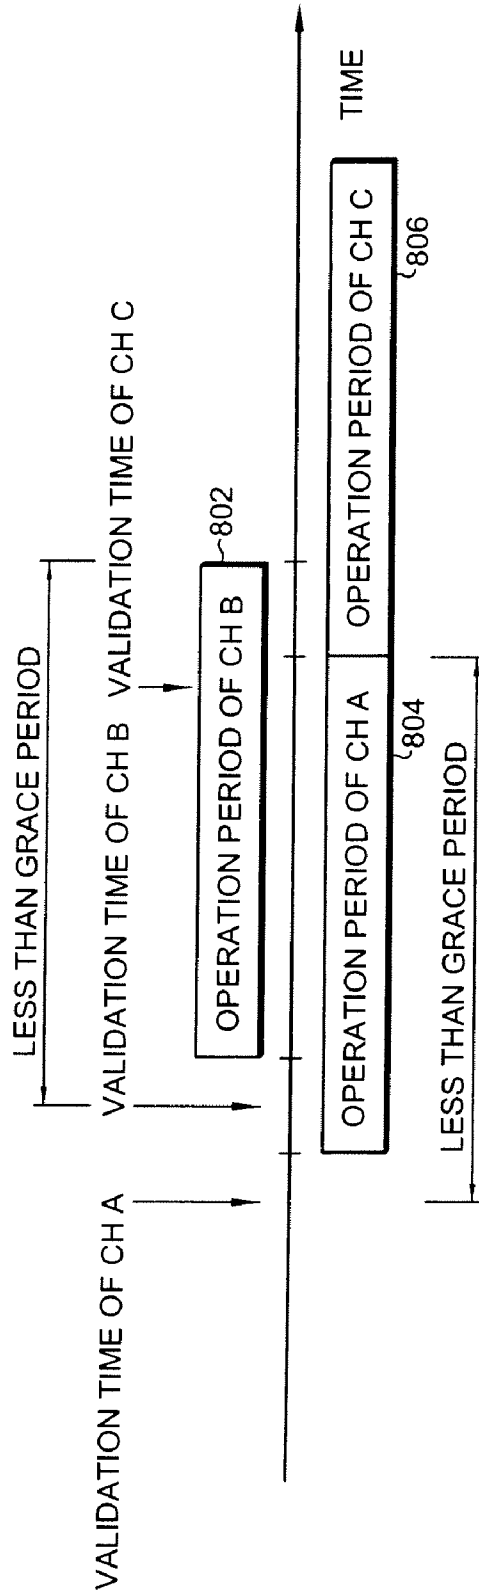 LESS THAN GRACE PERIOD
VALIDATION TIME OF CH A
VALIDATION TIME OF CH B
VALIDATION TIME OF CH C
802
OPERATION PERIOD OF CH B
TIME
OPERATION PERIOD OF CH A
OPERATION PERIOD OF CH C
804
806
LESS THAN GRACE PERIOD